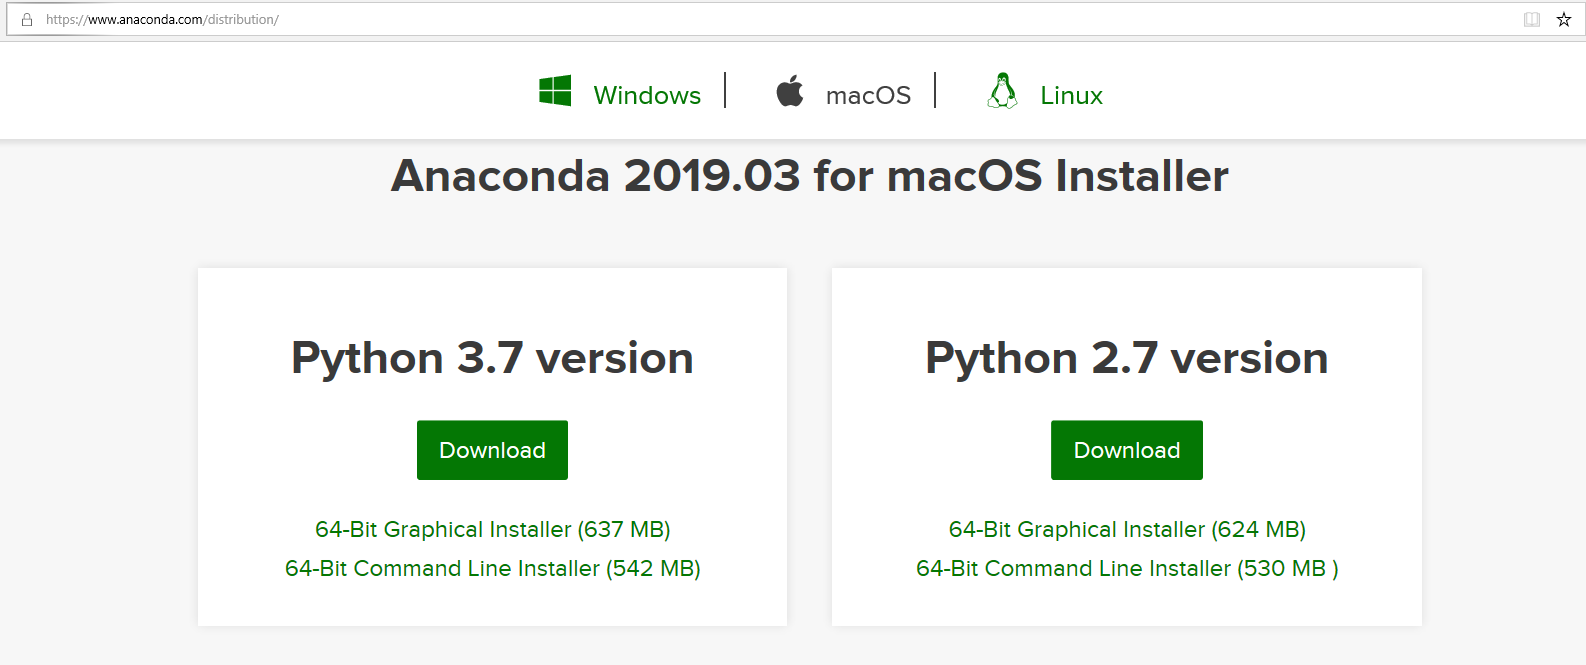 https://www.anaconda.com/distribution/
Windows
macOS
Linux
Anaconda 2019.03 for macOS Installer
Python 3.7 version
Download
64-Bit Graphical Installer (637 MB)
64-Bit Command Line Installer (542 MB)
Python 2.7 version
Download
64-Bit Graphical Installer (624 MB)
64-Bit Command Line Installer (530 MB )